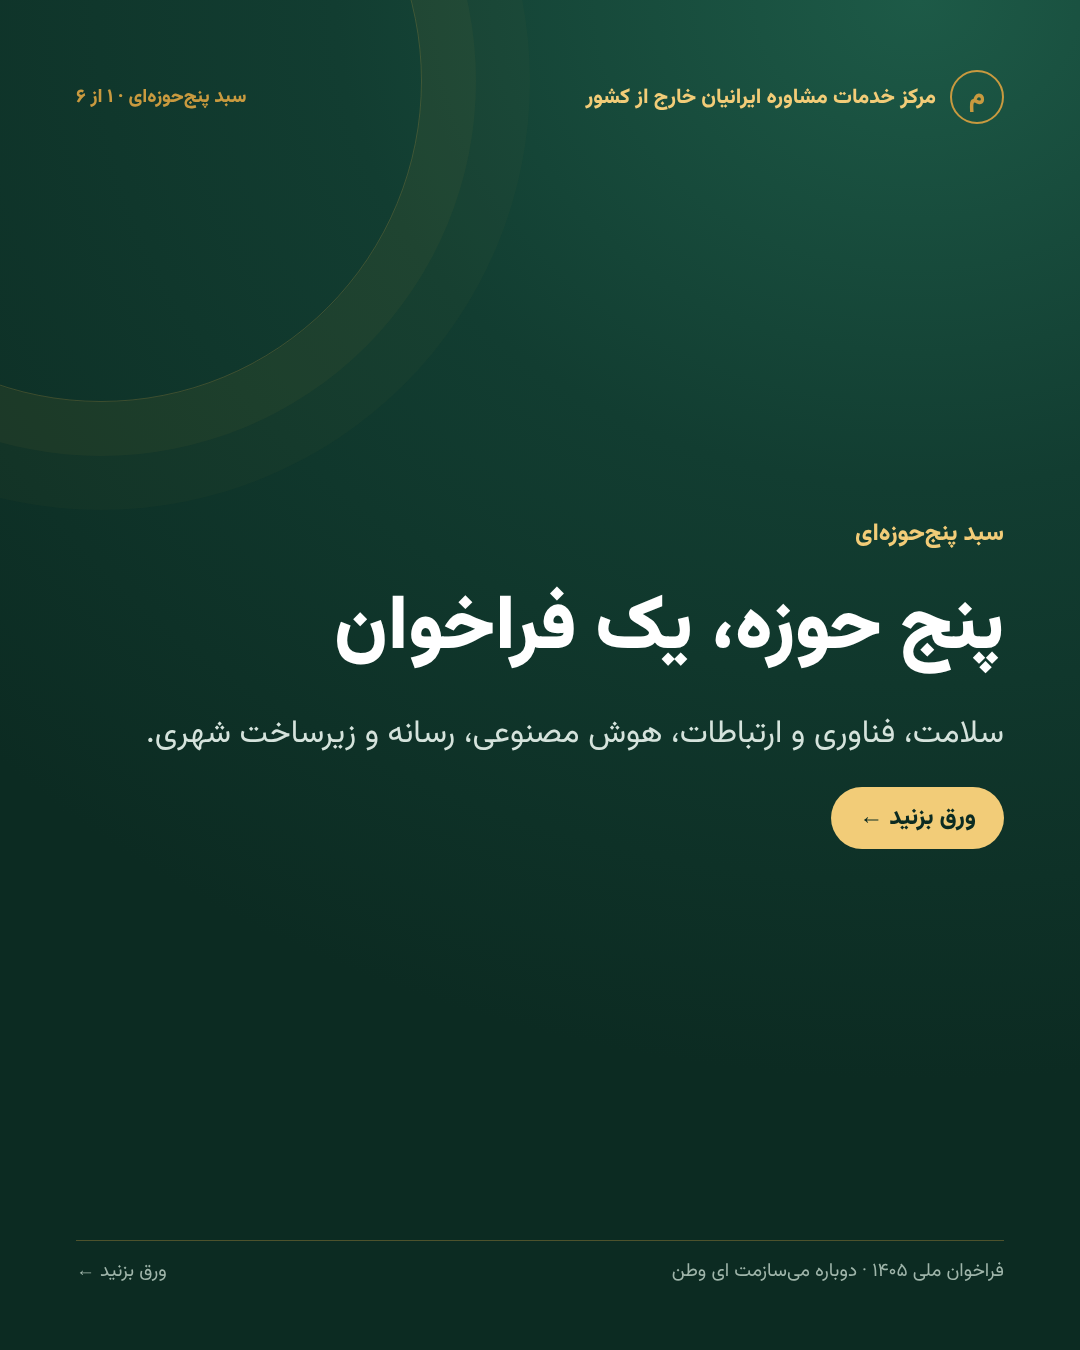 م
مرکز خدمات مشاوره ایرانیان خارج از کشور
سبد پنج‌حوزه‌ای · ۱ از ۶
سبد پنج‌حوزه‌ای
پنج حوزه، یک فراخوان
سلامت، فناوری و ارتباطات، هوش مصنوعی، رسانه و زیرساخت شهری.
ورق بزنید ←
فراخوان ملی ۱۴۰۵ · دوباره می‌سازمت ای وطن
ورق بزنید ←